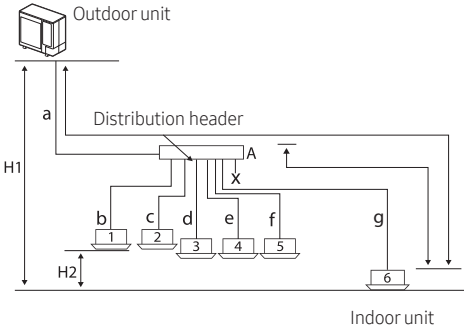 Outdoor unit
a
Distribution header
A
H1
X
b
c
d
e
f
g
1
2
3
4
5
6
H2
Indoor unit